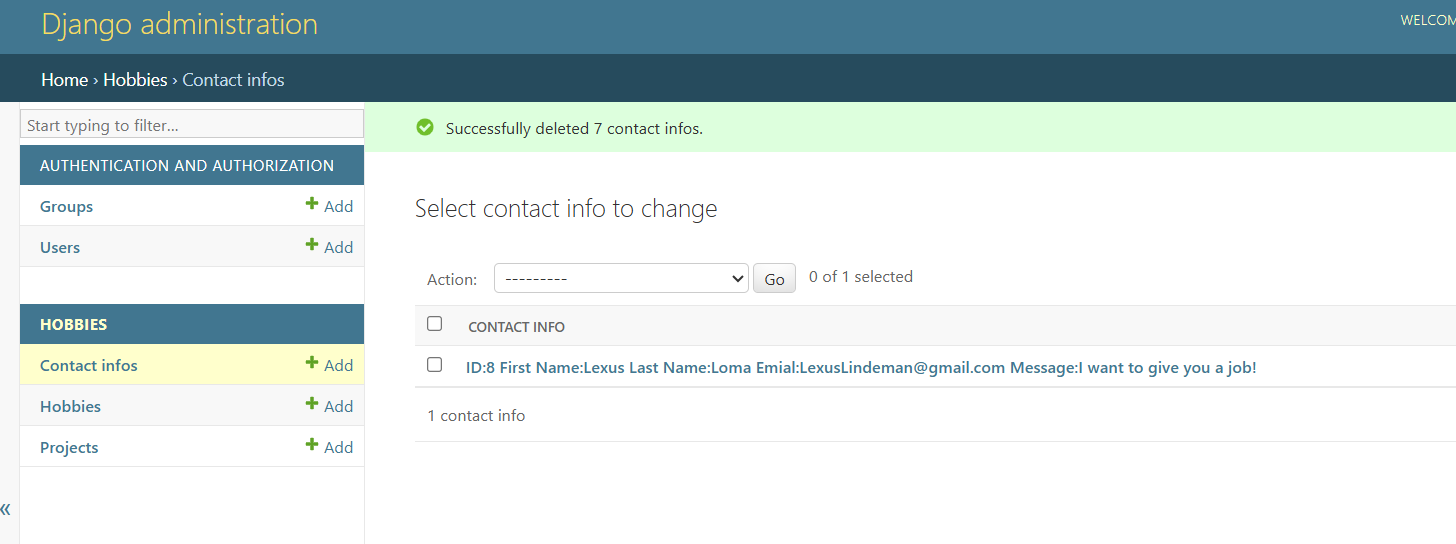 Django administration
WELCOM
Home › Hobbies › Contact infos
Start typing to filter...
Successfully deleted 7 contact infos.
AUTHENTICATION AND AUTHORIZATION
Groups
+ Add
Users
+ Add
HOBBIES
Contact infos
+ Add
Hobbies
+ Add
Projects
+ Add
«
Select contact info to change
Action: --------- Go 0 of 1 selected
CONTACT INFO
ID:8 First Name:Lexus Last Name:Loma Emial:LexusLindeman@gmail.com Message:I want to give you a job!
1 contact info